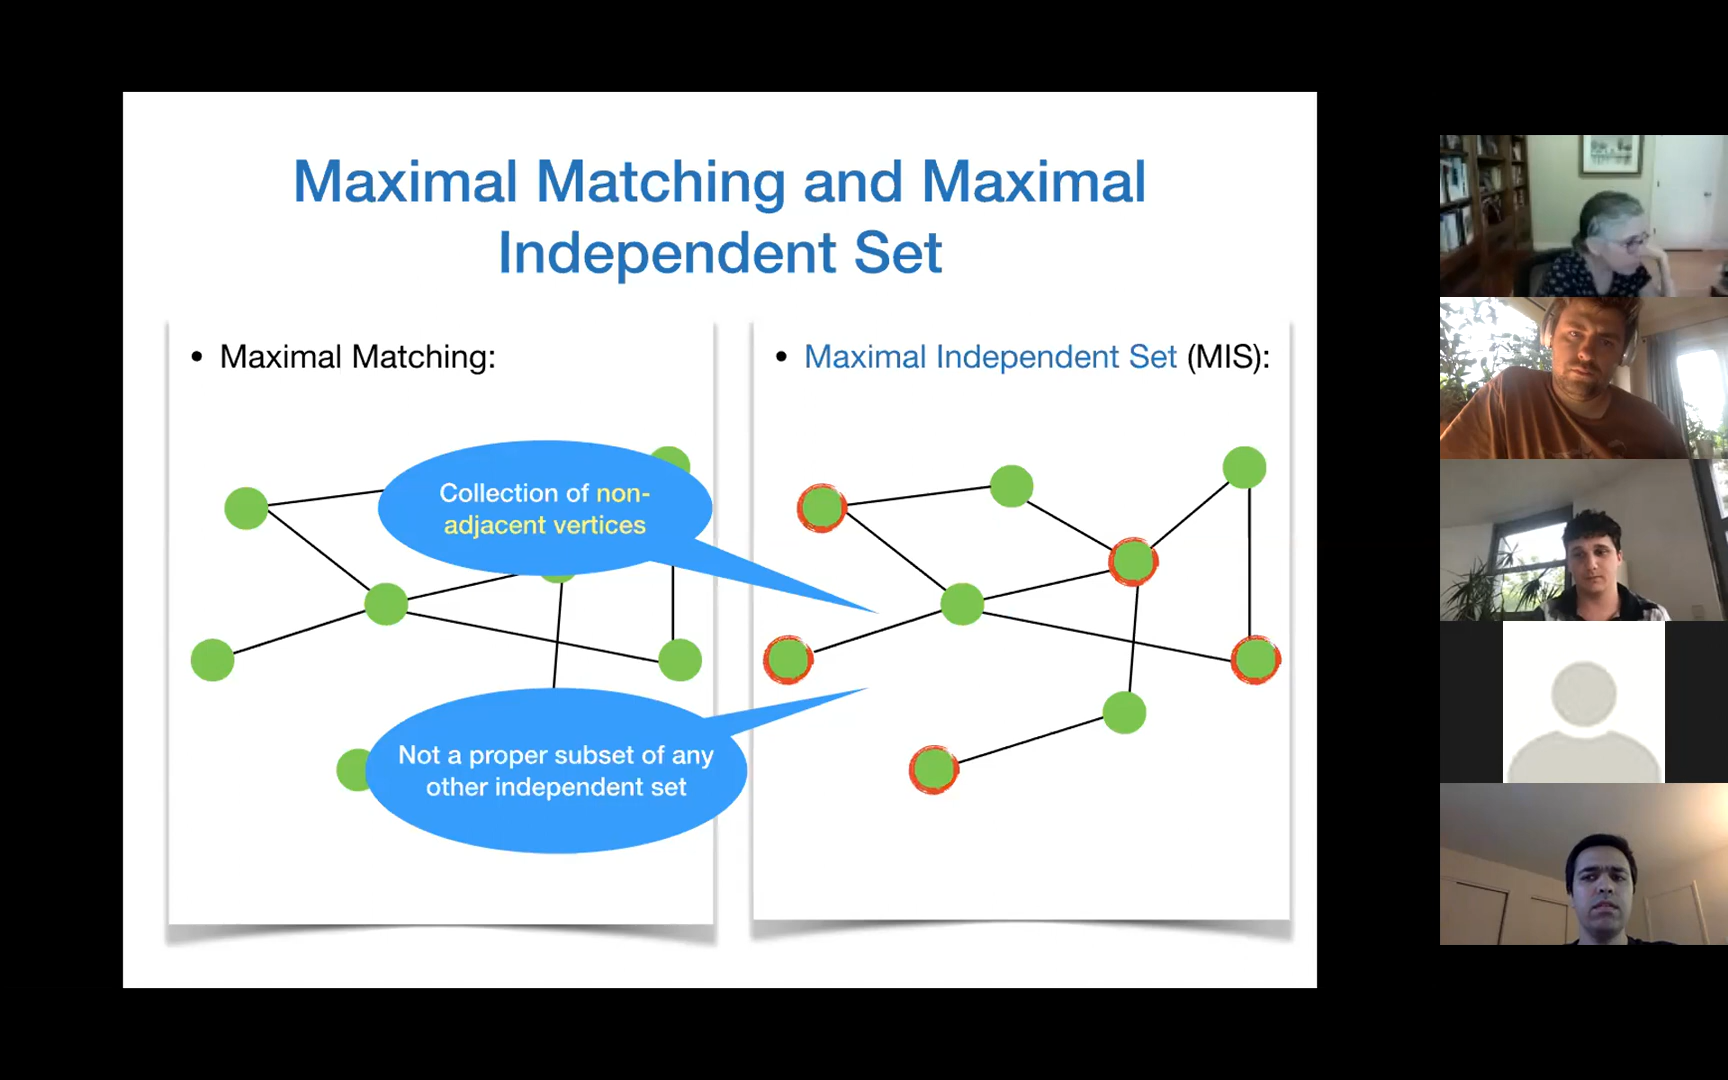 Maximal Matching and Maximal
Independent Set
• Maximal Matching:
• Maximal Independent Set (MIS):
Collection of non-
adjacent vertices
Not a proper subset of any
other independent set